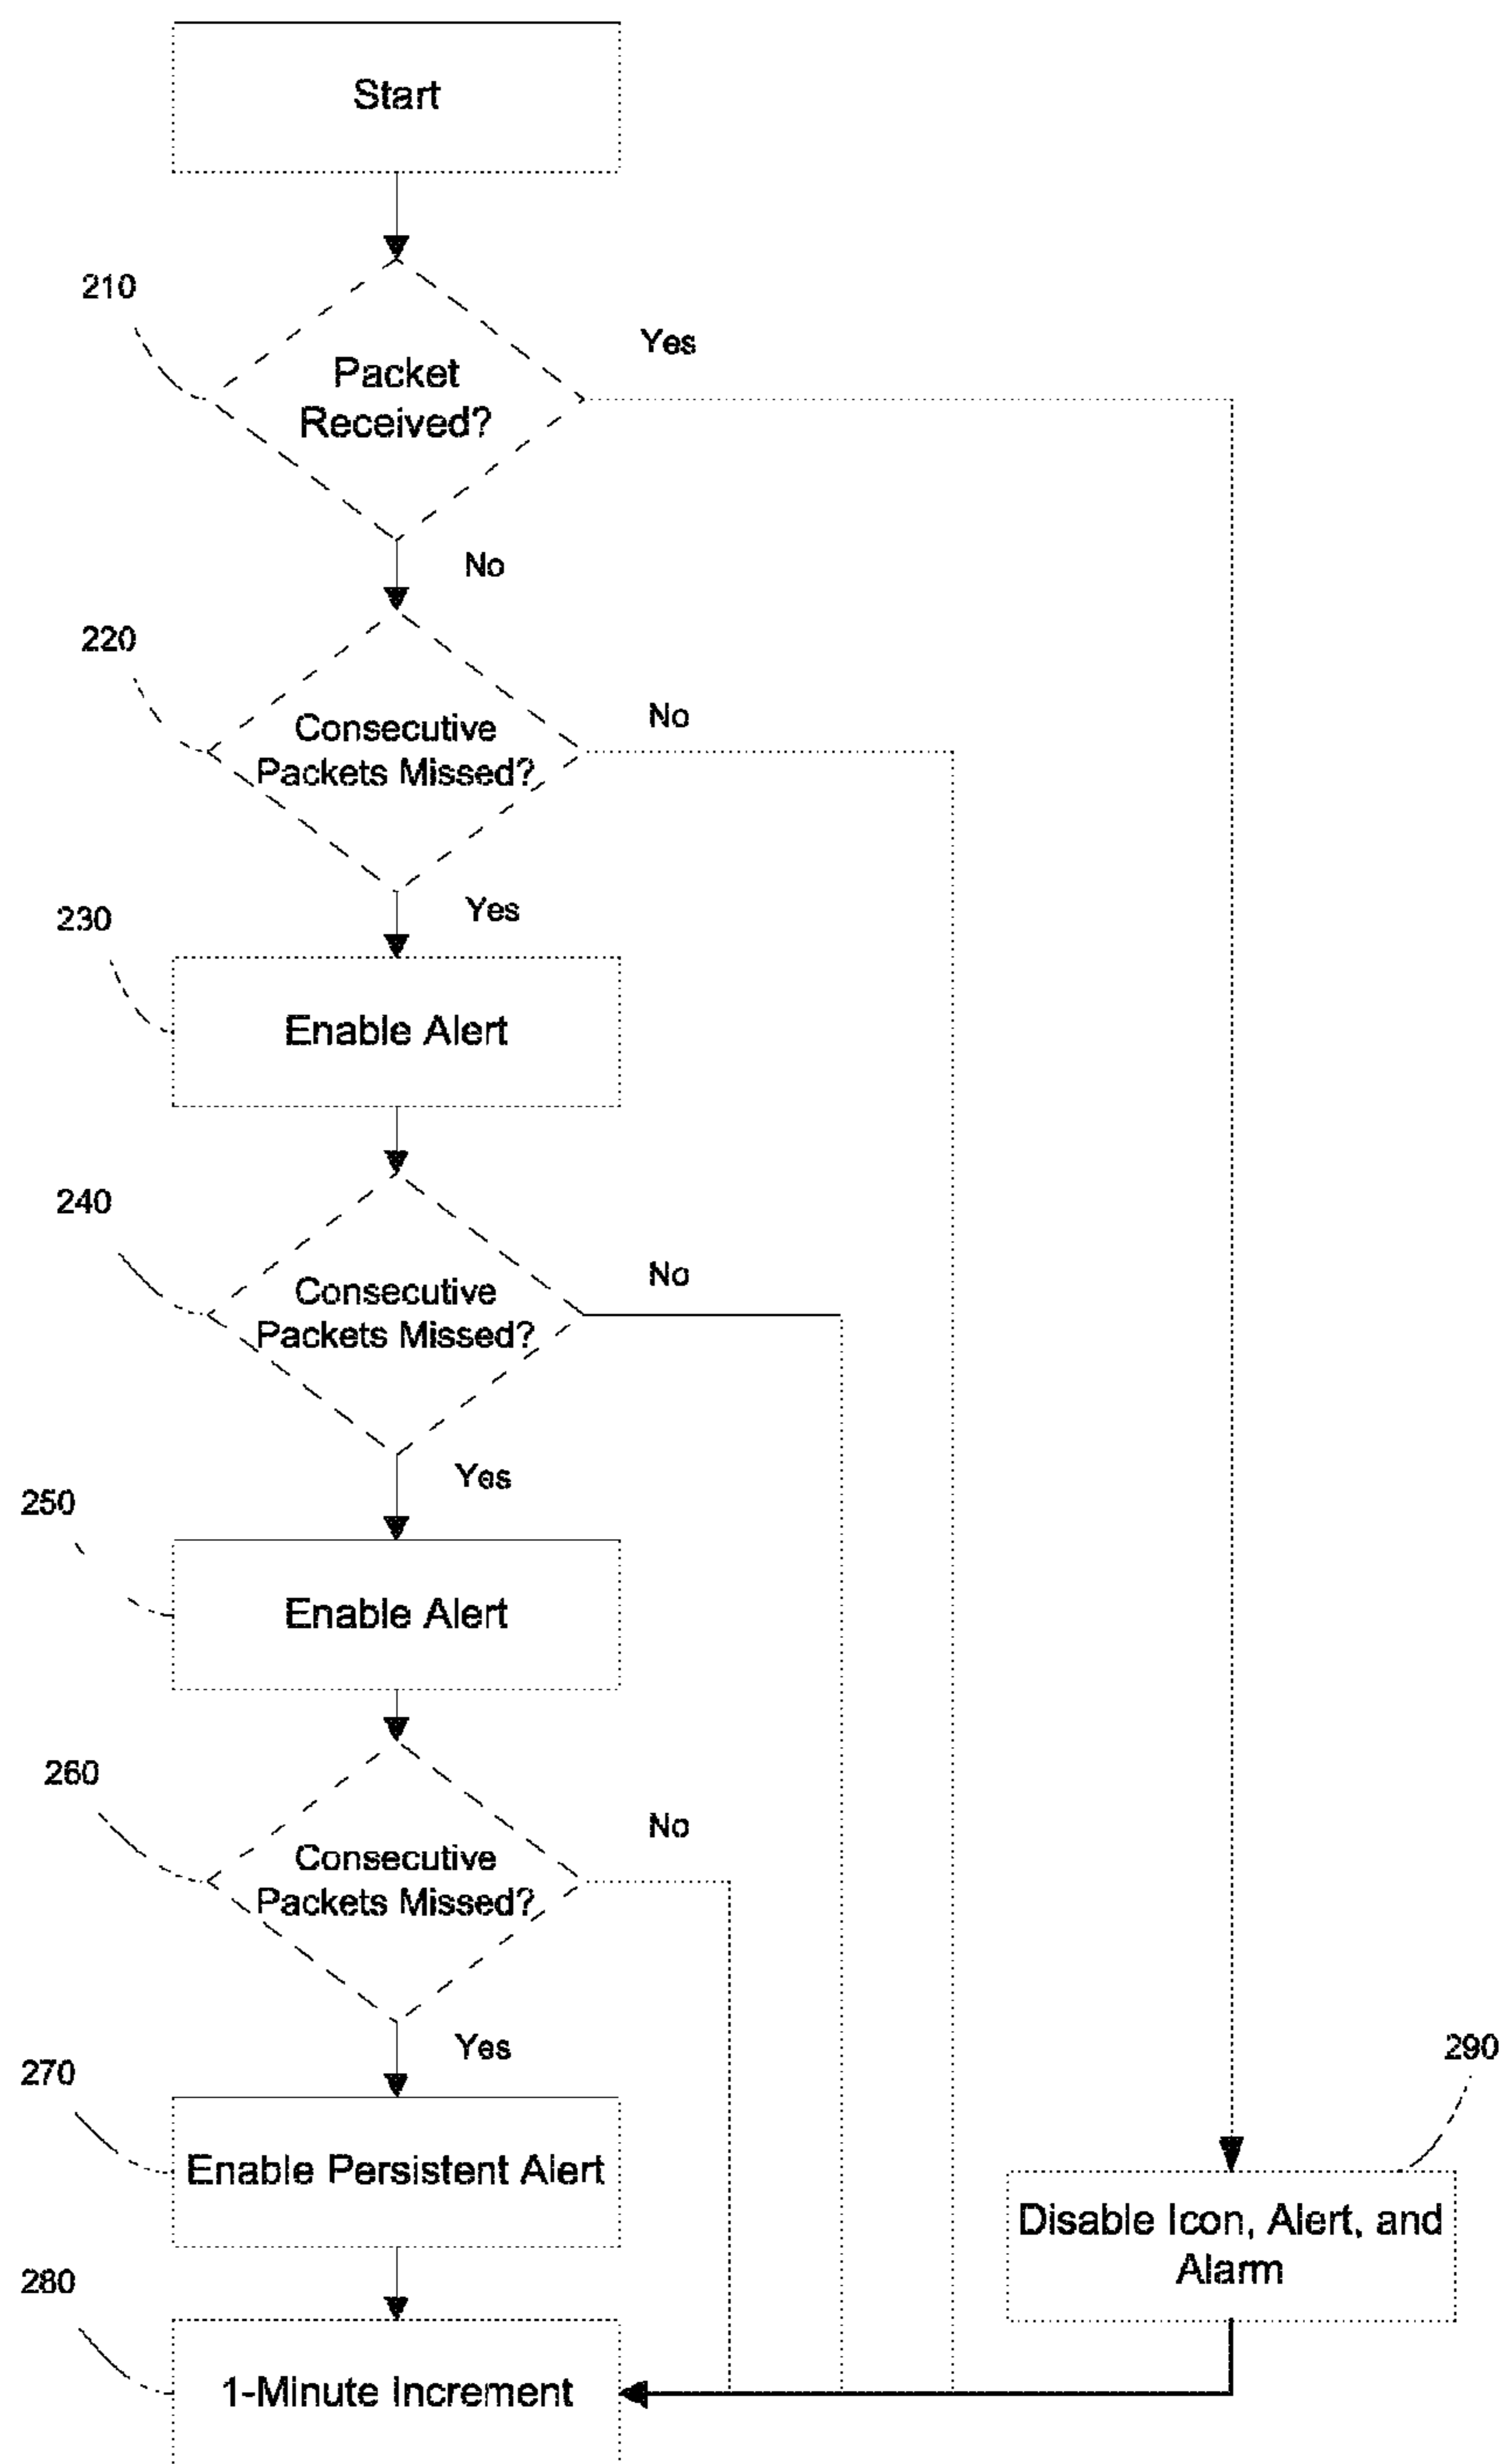 Start
210
Packet
Received?
Yes
No
220
Consecutive
Packets Missed?
No
Yes
230
Enable Alert
240
Consecutive
Packets Missed?
No
Yes
250
Enable Alert
260
Consecutive
Packets Missed?
No
Yes
270
Enable Persistent Alert
290
Disable Icon, Alert, and
Alarm
280
1-Minute Increment